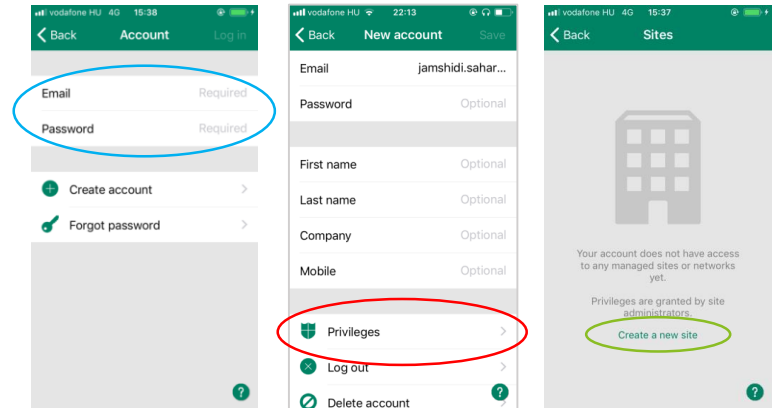 vodafone HU 4G 15:38
Back Account Log in
Email Required
Password Required
Create account
Forgot password
?
vodafone HU 22:13
Back New account Save
Email jamshidi.sahar...
Password Optional
First name Optional
Last name Optional
Company Optional
Mobile Optional
Privileges
Log out
Delete account
?
vodafone HU 4G 15:37
Back Sites
Your account does not have access
to any managed sites or networks
yet.
Privileges are granted by site
administrators.
Create a new site
?